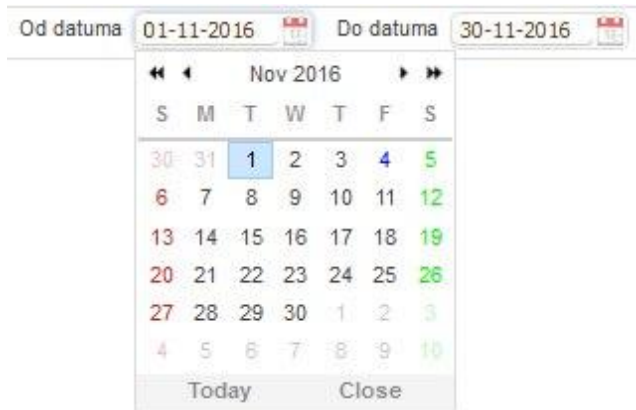 Od datuma 01-11-2016 Do datuma 30-11-2016
Nov 2016
S M T W T F S
30 31 1 2 3 4 5
6 7 8 9 10 11 12
13 14 15 16 17 18 19
20 21 22 23 24 25 26
27 28 29 30 1 2 3
4 5 6 7 8 9 10
Today Close